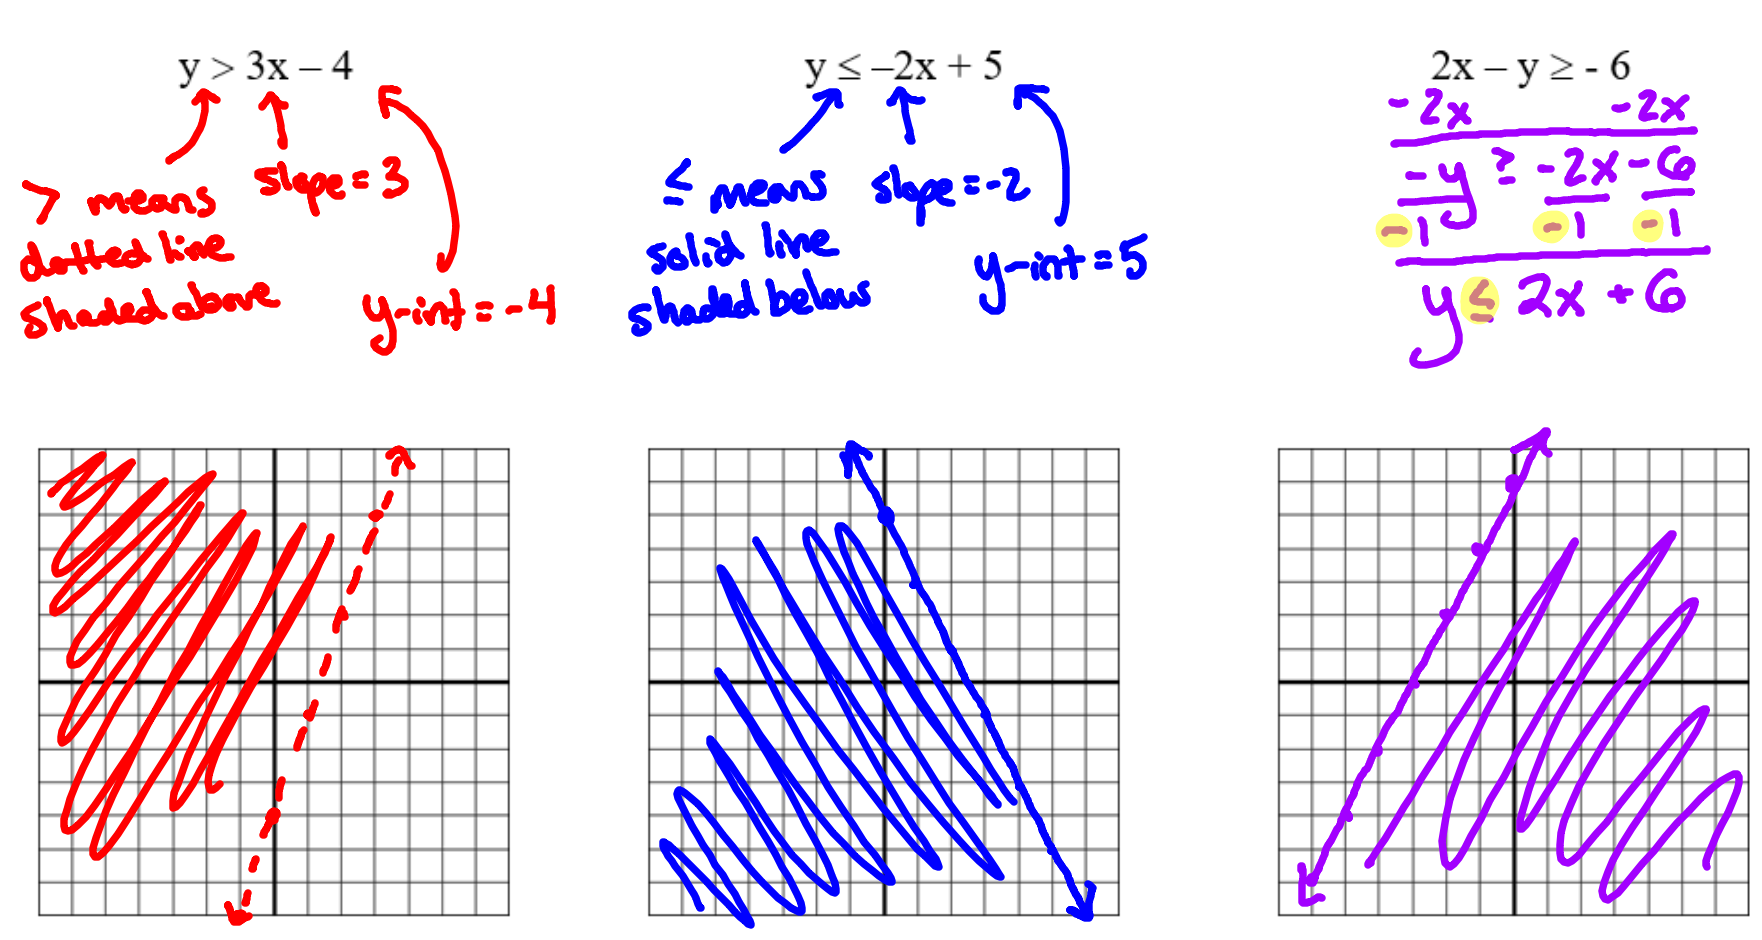 y > 3x – 4
> means
dotted line
shaded above
slope = 3
y-int = -4
y ≤ –2x + 5
≤ means
solid line
shaded below
slope = -2
y-int = 5
2x – y ≥ - 6
-2x -2x
-y ≥ -2x - 6
-1 -1 -1
y ≤ 2x + 6